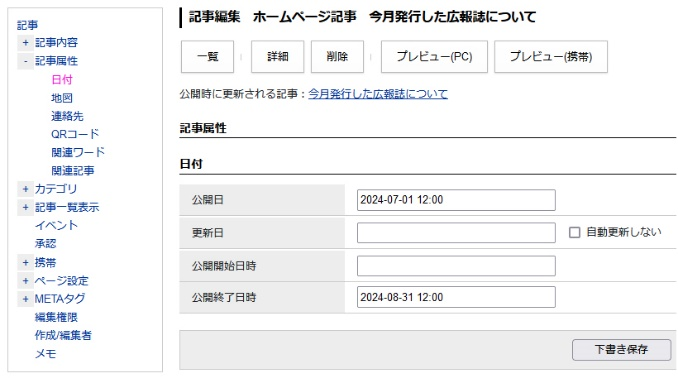 記事
+ 記事内容
- 記事属性
日付
地図
連絡先
QRコード
関連ワード
関連記事
+ カテゴリ
+ 記事一覧表示
イベント
承認
+ 携帯
+ ページ設定
+ METAタグ
編集権限
作成/編集者
メモ
記事編集　ホームページ記事　今月発行した広報誌について
一覧 詳細 削除 プレビュー(PC) プレビュー(携帯)
公開時に更新される記事：今月発行した広報誌について
記事属性
日付
公開日 2024-07-01 12:00
更新日 自動更新しない
公開開始日時
公開終了日時 2024-08-31 12:00
下書き保存